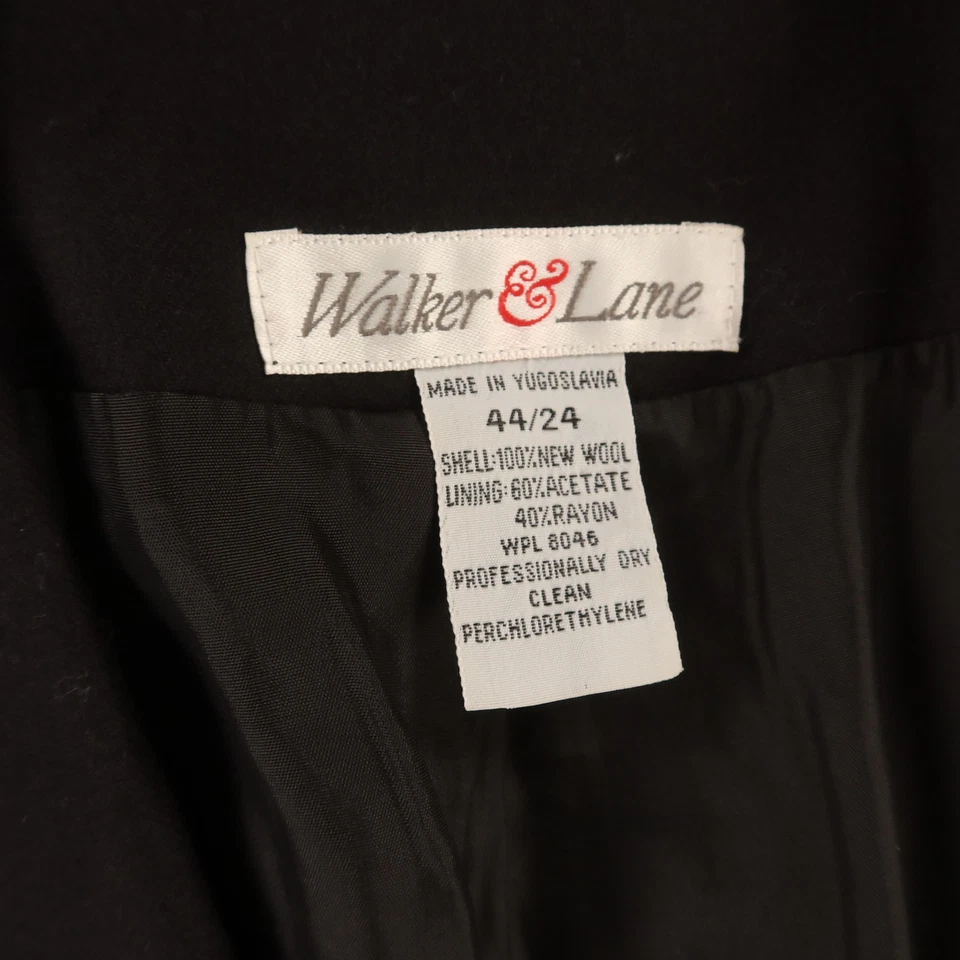 Walker & Lane
MADE IN YUGOSLAVIA
44/24
SHELL:100%NEW WOOL
LINING:60%ACETATE
40%RAYON
WPL 8046
PROFESSIONALLY DRY
CLEAN
PERCHLORETHYLENE